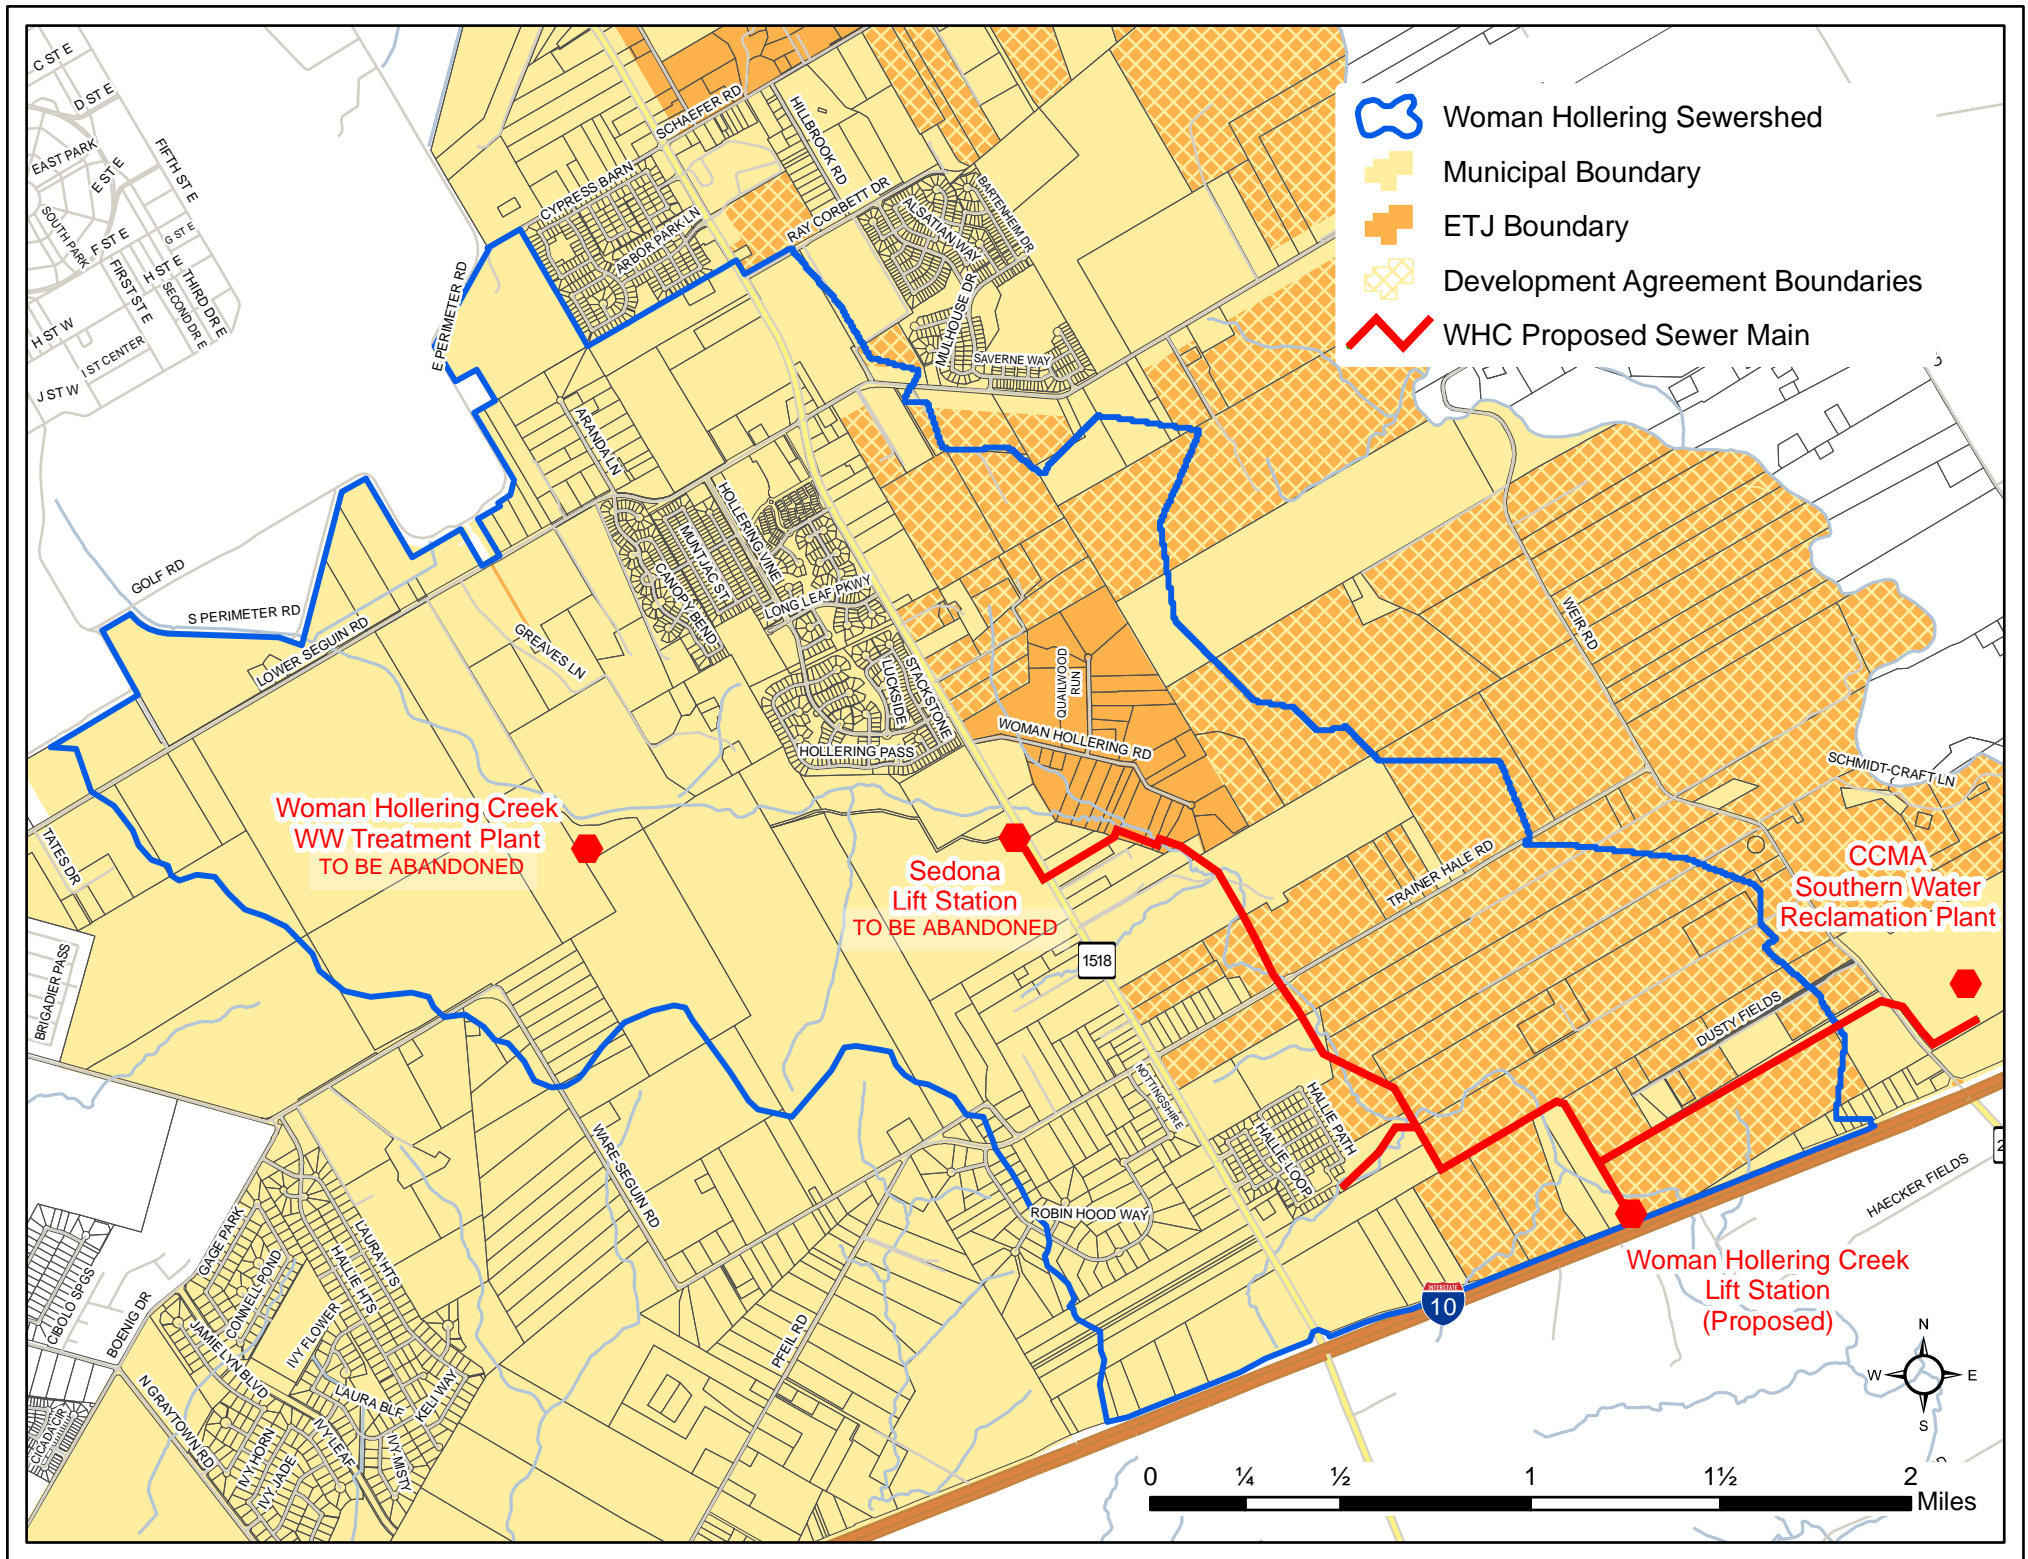 C ST E
D ST E
EAST PARK
E ST E
FIFTH ST E
SOUTH PARK
F ST E
G ST E
H ST E
FIRST ST E
SECOND DR E
THIRD DR E
H ST W
I ST CENTER
J ST W
E PERIMETER RD
GOLF RD
S PERIMETER RD
LOWER SEGUIN RD
GREAVES LN
SCHAEFER RD
HILLBROOK RD
CYPRESS BARN
ARBOR PARK LN
RAY CORBETT DR
BARTENHEIM DR
ALSATIAN WAY
MULHOUSE DR
SAVERNE WAY
ARANDA LN
HOLLERING VINE
MUNTJAC ST
CANOPY BEND
LONG LEAF PKWY
STACKSTONE
LUCKSIDE
HOLLERING PASS
QUAILWOOD
RUN
WOMAN HOLLERING RD
WEIR RD
SCHMIDT-CRAFT LN
TRAINER HALE RD
DUSTY FIELDS
Woman Hollering Sewershed
Municipal Boundary
ETJ Boundary
Development Agreement Boundaries
WHC Proposed Sewer Main
Woman Hollering Creek
WW Treatment Plant
TO BE ABANDONED
Sedona
Lift Station
TO BE ABANDONED
CCMA
Southern Water
Reclamation Plant
1518
TATES DR
BRIGADIER PASS
NOTTINGSHIRE
HALLIE PATH
HALLIE LOOP
WARE-SEGUIN RD
ROBIN HOOD WAY
PFEIL RD
HAECKER FIELDS
2
INTERSTATE
10
Woman Hollering Creek
Lift Station
(Proposed)
GAGE PARK
CONNELL POND
LAURA HTS
HALLIE HTS
IVY FLOWER
CIBOLO SPGS
BOENIG DR
JAMIE LYN BLVD
LAURA BLF
KELI WAY
N GRAYTOWN RD
IVY LEAF
IVY MISTY
IVY HORN
IVY JADE
CICADA CIR
N
W E
S
0 ¼ ½ 1 1½ 2
Miles